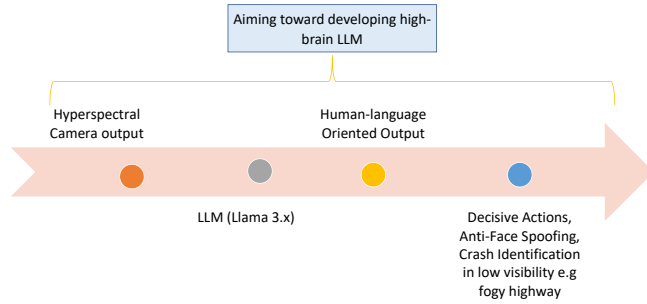 Aiming toward developing high-
brain LLM
Hyperspectral
Camera output
Human-language
Oriented Output
LLM (Llama 3.x)
Decisive Actions,
Anti-Face Spoofing,
Crash Identification
in low visibility e.g
fogy highway